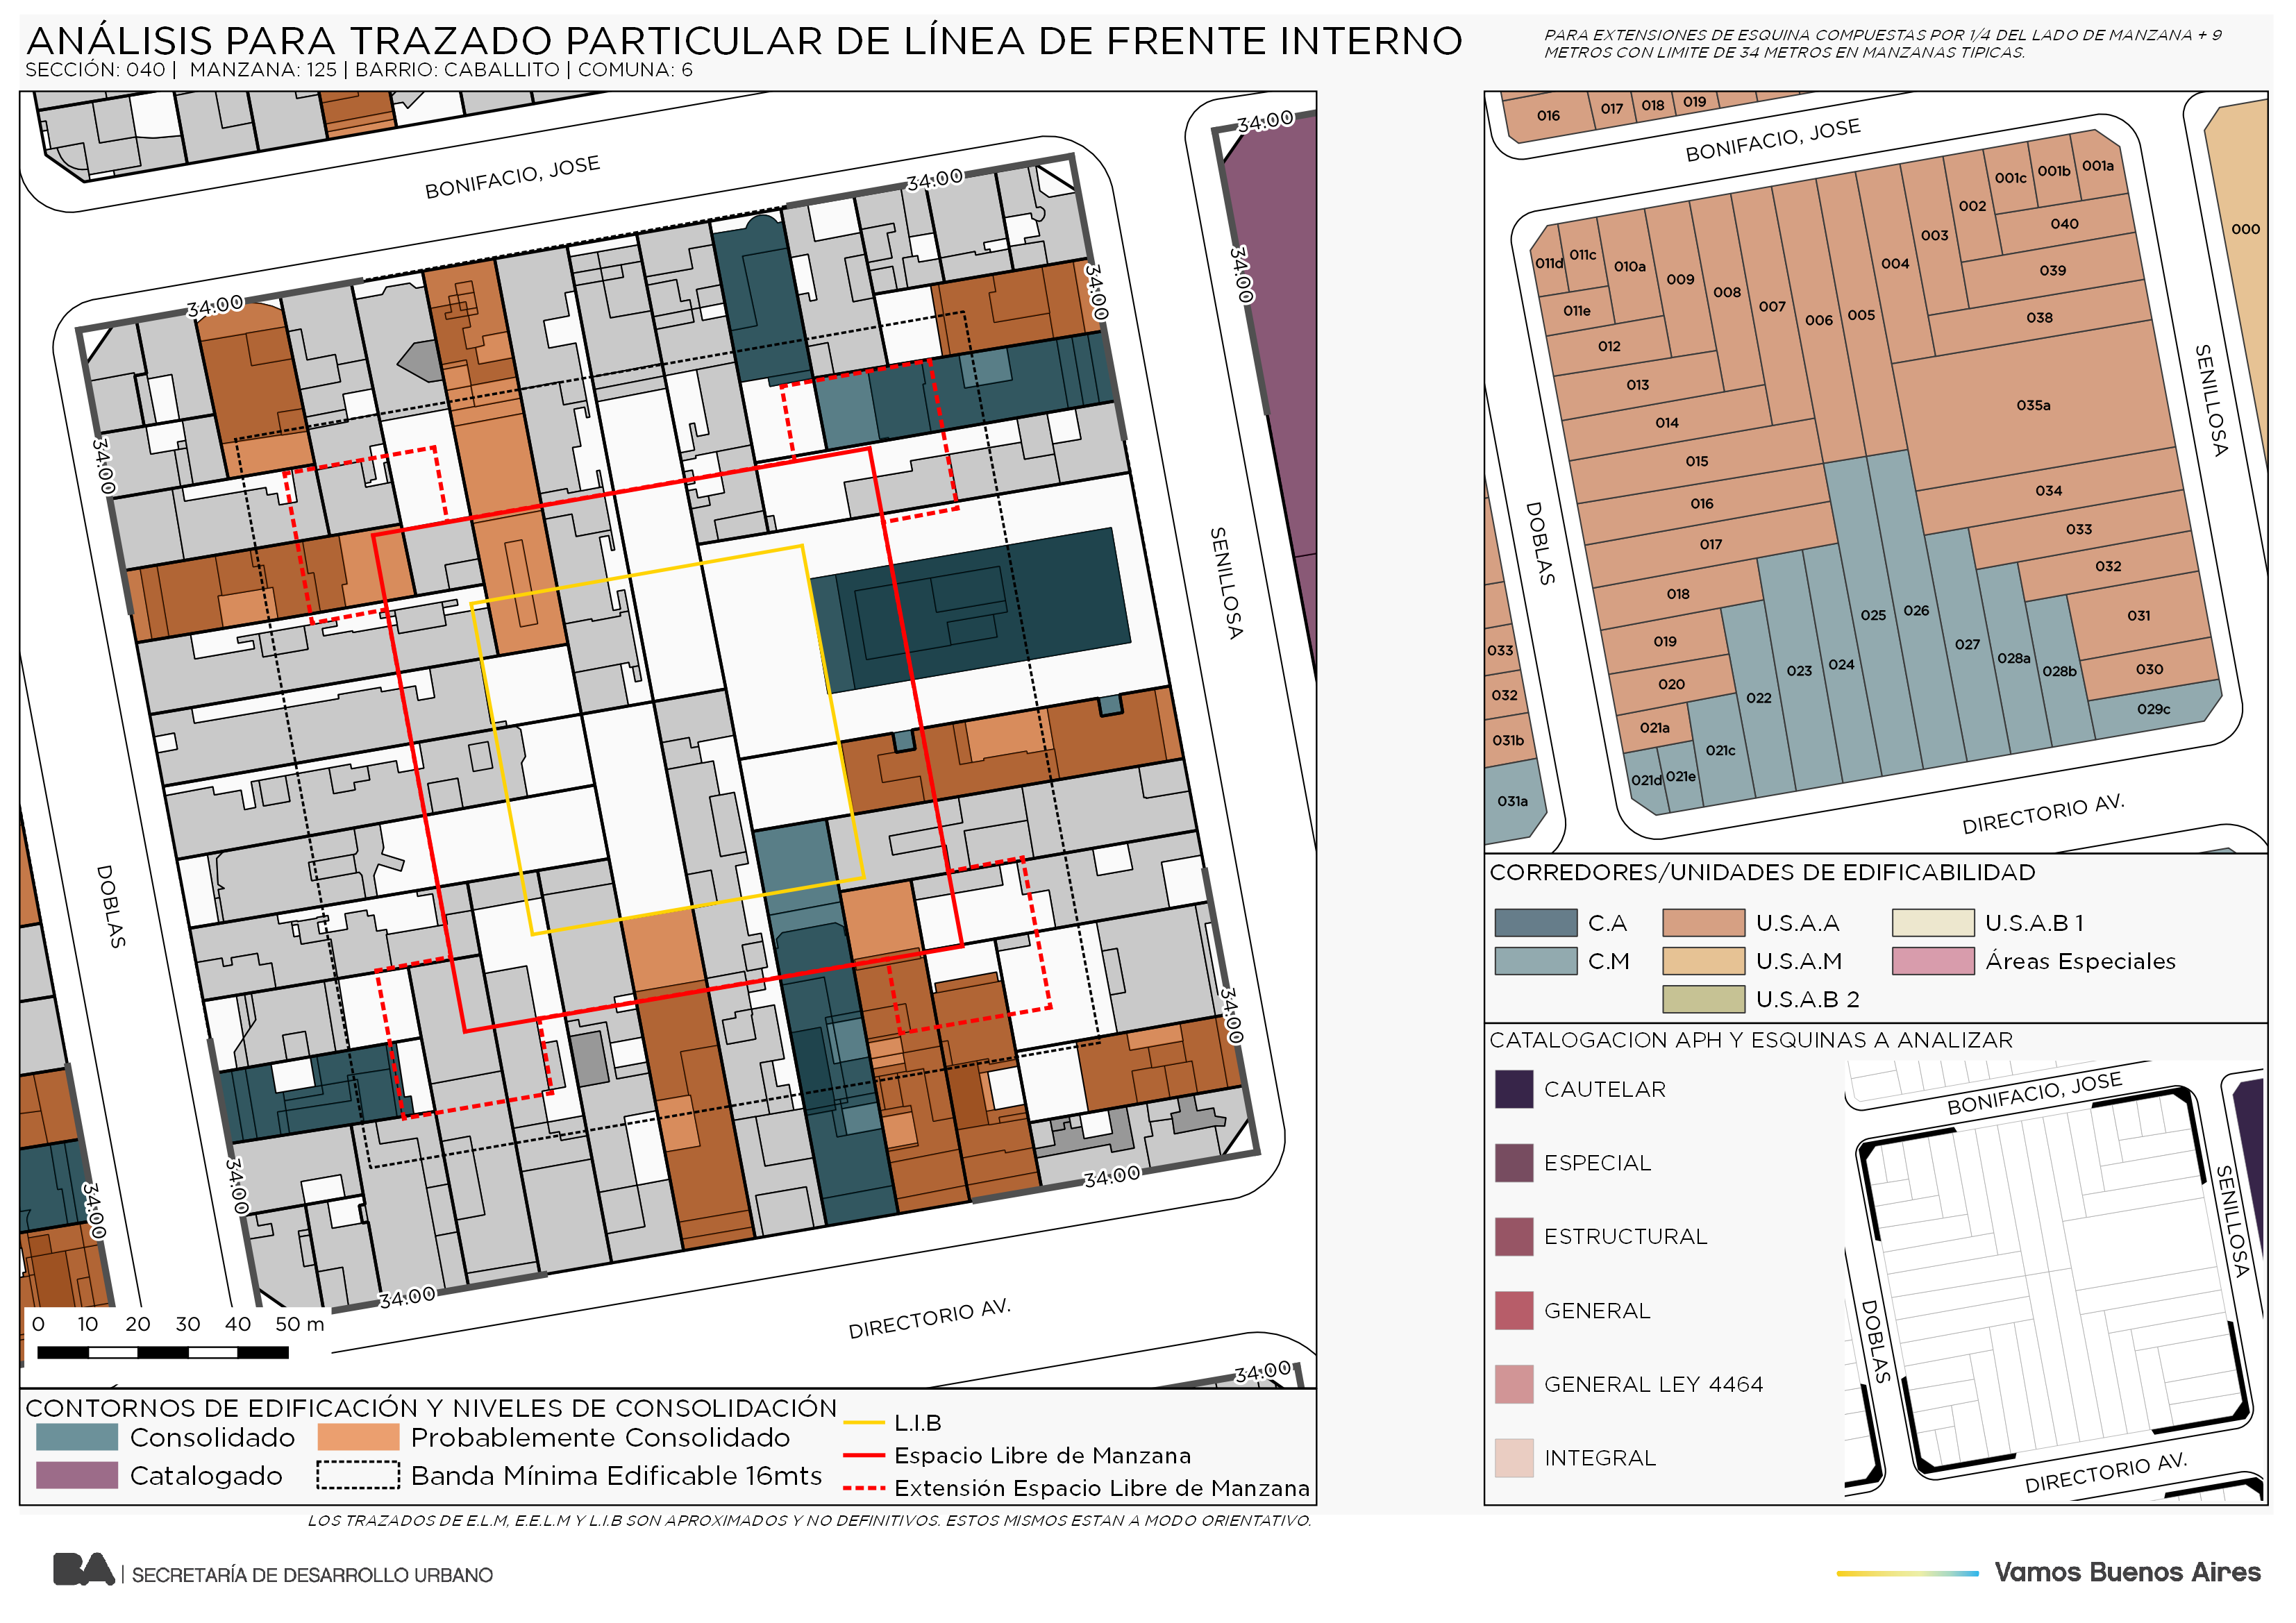 ANÁLISIS PARA TRAZADO PARTICULAR DE LÍNEA DE FRENTE INTERNO
SECCIÓN: 040 | MANZANA: 125 | BARRIO: CABALLITO | COMUNA: 6
PARA EXTENSIONES DE ESQUINA COMPUESTAS POR 1/4 DEL LADO DE MANZANA + 9
METROS CON LIMITE DE 34 METROS EN MANZANAS TIPICAS.
BONIFACIO, JOSE
34.00
34.00
34.00
34.00
34.00
34.00
SENILLOSA
DOBLAS
34.00
34.00
34.00
34.00
34.00
34.00
DIRECTORIO AV.
34.00
0 10 20 30 40 50 m
CONTORNOS DE EDIFICACIÓN Y NIVELES DE CONSOLIDACIÓN
Consolidado
Probablemente Consolidado
Catalogado
Banda Mínima Edificable 16mts
L.I.B
Espacio Libre de Manzana
Extensión Espacio Libre de Manzana
LOS TRAZADOS DE E.L.M, E.E.L.M Y L.I.B SON APROXIMADOS Y NO DEFINITIVOS. ESTOS MISMOS ESTAN A MODO ORIENTATIVO.
016 017 018 019
BONIFACIO, JOSE
001c 001b 001a
002
040
000
003
039
004
011d 011c 010a
009
008
007
006 005
011e
038
012
013
035a
014
015
016
034
017
033
018
032
025 026
031
019
027
033
023 024
028a
028b
030
020
032
022
029c
021a
031b
021c
021d 021e
031a
DOBLAS
SENILLOSA
DIRECTORIO AV.
CORREDORES/UNIDADES DE EDIFICABILIDAD
C.A
U.S.A.A
U.S.A.B 1
C.M
U.S.A.M
Áreas Especiales
U.S.A.B 2
CATALOGACION APH Y ESQUINAS A ANALIZAR
CAUTELAR
ESPECIAL
ESTRUCTURAL
GENERAL
GENERAL LEY 4464
INTEGRAL
BONIFACIO, JOSE
SENILLOSA
DOBLAS
DIRECTORIO AV.
BA | SECRETARÍA DE DESARROLLO URBANO
Vamos Buenos Aires